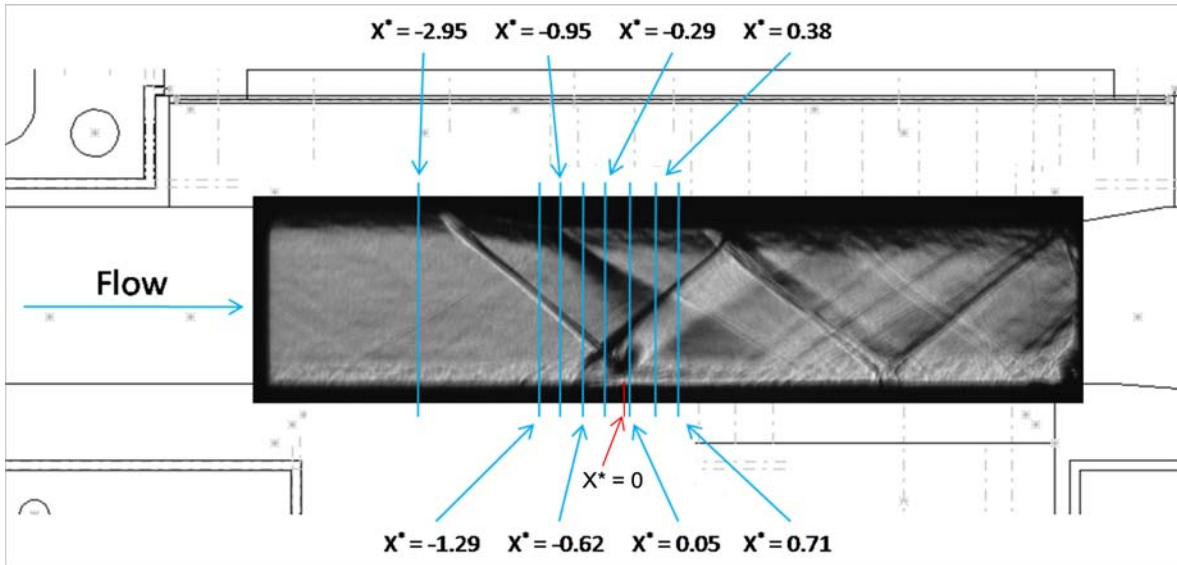 X* = -2.95 X* = -0.95 X* = -0.29 X* = 0.38
Flow
X* = 0
X* = -1.29 X* = -0.62 X* = 0.05 X* = 0.71